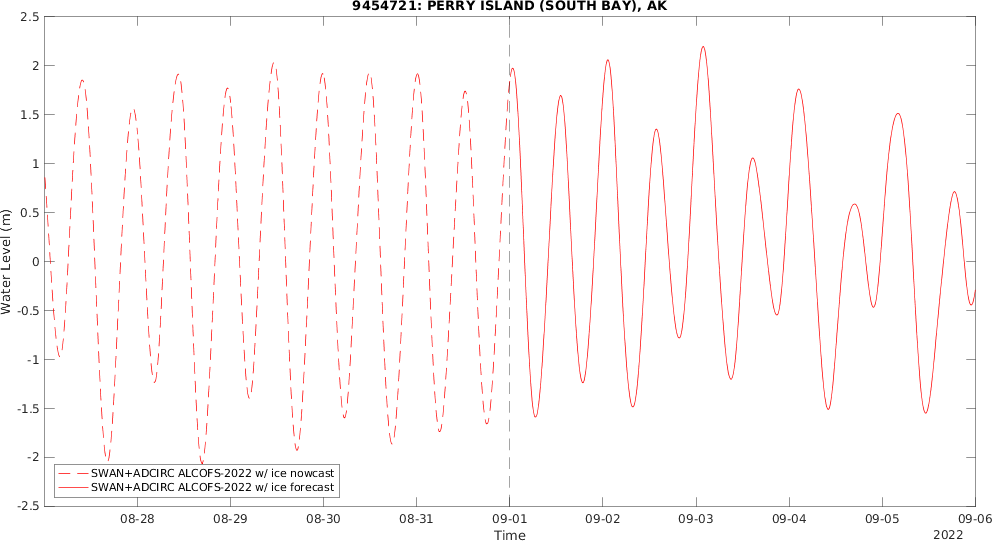 9454721: PERRY ISLAND (SOUTH BAY), AK
2.5
2
1.5
1
0.5
0
-0.5
-1
-1.5
-2
-2.5
Water Level (m)
SWAN+ADCIRC ALCOFS-2022 w/ ice nowcast
SWAN+ADCIRC ALCOFS-2022 w/ ice forecast
08-28 08-29 08-30 08-31 09-01 09-02 09-03 09-04 09-05 09-06
Time
2022